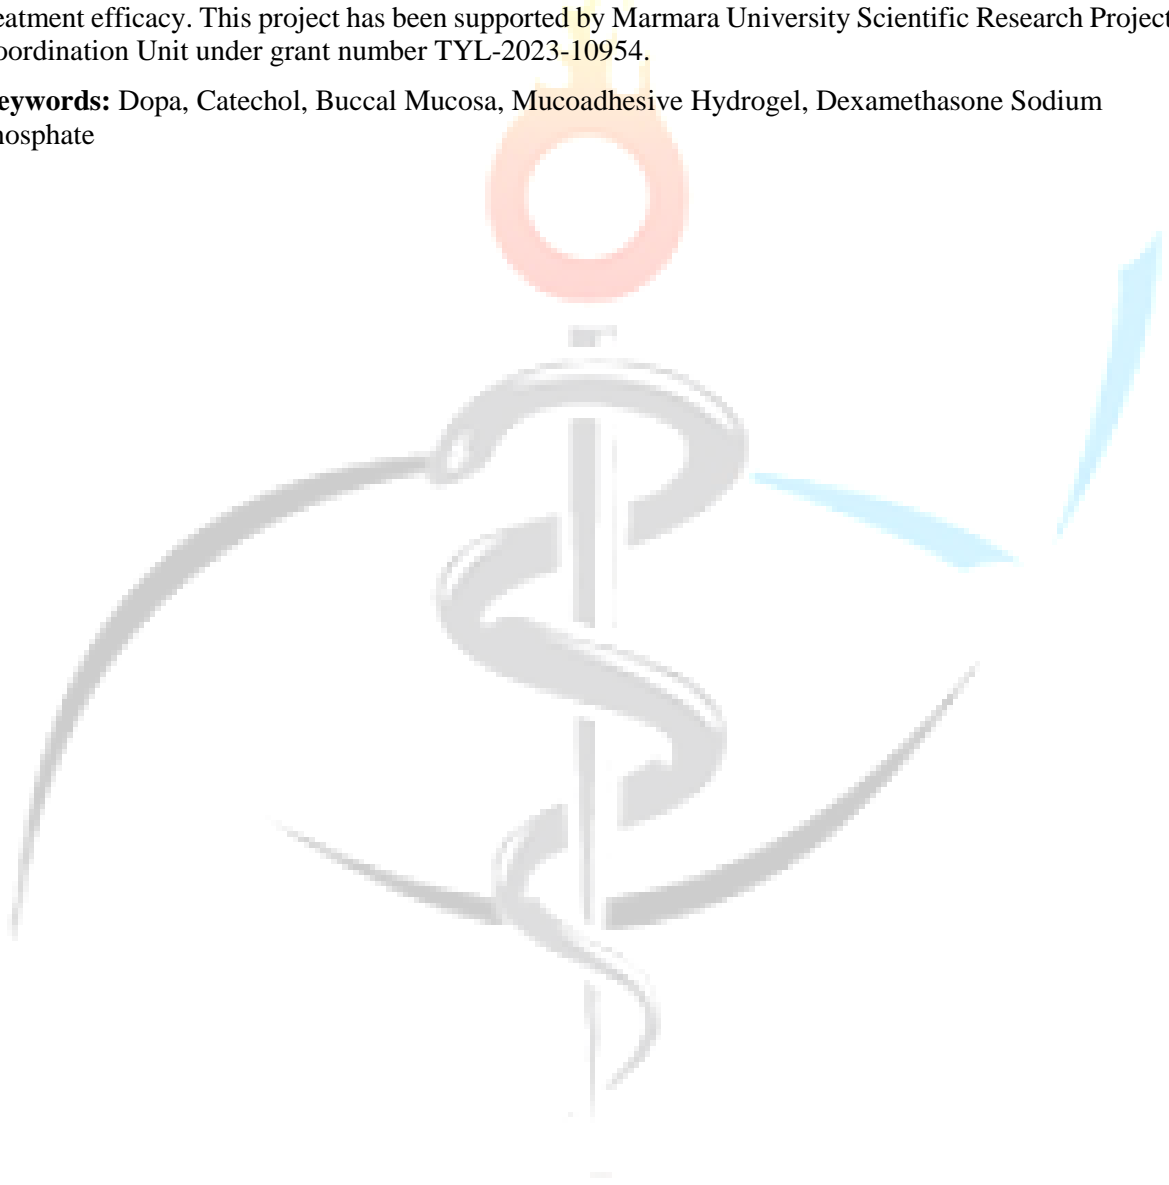 eatment efficacy. This project has been supported by Marmara University Scientific Research Project
oordination Unit under grant number TYL-2023-10954.
eywords: Dopa, Catechol, Buccal Mucosa, Mucoadhesive Hydrogel, Dexamethasone Sodium
hosphate